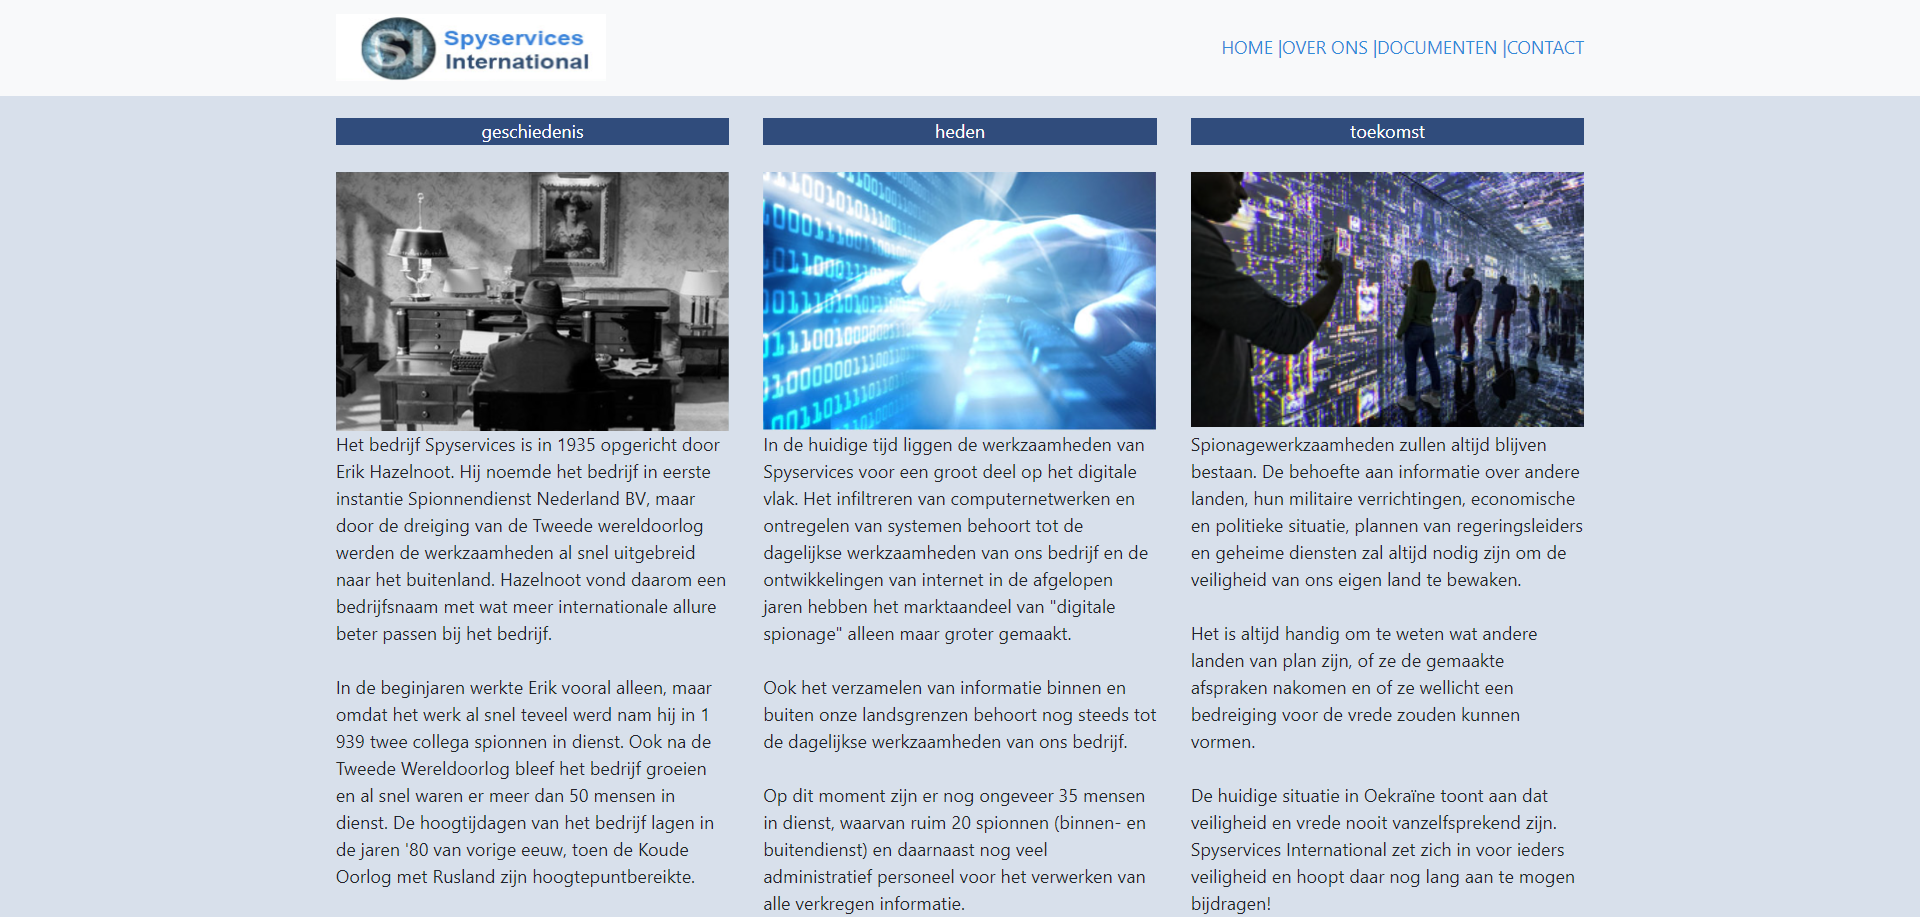 SI Spyservices
International
HOME |OVER ONS |DOCUMENTEN |CONTACT
geschiedenis
Het bedrijf Spyservices is in 1935 opgericht door
Erik Hazelnoot. Hij noemde het bedrijf in eerste
instantie Spionnendienst Nederland BV, maar
door de dreiging van de Tweede wereldoorlog
werden de werkzaamheden al snel uitgebreid
naar het buitenland. Hazelnoot vond daarom een
bedrijfsnaam met wat meer internationale allure
beter passen bij het bedrijf.
In de beginjaren werkte Erik vooral alleen, maar
omdat het werk al snel teveel werd nam hij in 1
939 twee collega spionnen in dienst. Ook na de
Tweede Wereldoorlog bleef het bedrijf groeien
en al snel waren er meer dan 50 mensen in
dienst. De hoogtijdagen van het bedrijf lagen in
de jaren '80 van vorige eeuw, toen de Koude
Oorlog met Rusland zijn hoogtepuntbereikte.
heden
In de huidige tijd liggen de werkzaamheden van
Spyservices voor een groot deel op het digitale
vlak. Het infiltreren van computernetwerken en
ontregelen van systemen behoort tot de
dagelijkse werkzaamheden van ons bedrijf en de
ontwikkelingen van internet in de afgelopen
jaren hebben het marktaandeel van "digitale
spionage" alleen maar groter gemaakt.
Ook het verzamelen van informatie binnen en
buiten onze landsgrenzen behoort nog steeds tot
de dagelijkse werkzaamheden van ons bedrijf.
Op dit moment zijn er nog ongeveer 35 mensen
in dienst, waarvan ruim 20 spionnen (binnen- en
buitendienst) en daarnaast nog veel
administratief personeel voor het verwerken van
alle verkregen informatie.
toekomst
Spionagewerkzaamheden zullen altijd blijven
bestaan. De behoefte aan informatie over andere
landen, hun militaire verrichtingen, economische
en politieke situatie, plannen van regeringsleiders
en geheime diensten zal altijd nodig zijn om de
veiligheid van ons eigen land te bewaken.
Het is altijd handig om te weten wat andere
landen van plan zijn, of ze de gemaakte
afspraken nakomen en of ze wellicht een
bedreiging voor de vrede zouden kunnen
vormen.
De huidige situatie in Oekraïne toont aan dat
veiligheid en vrede nooit vanzelfsprekend zijn.
Spyservices International zet zich in voor ieders
veiligheid en hoopt daar nog lang aan te mogen
bijdragen!